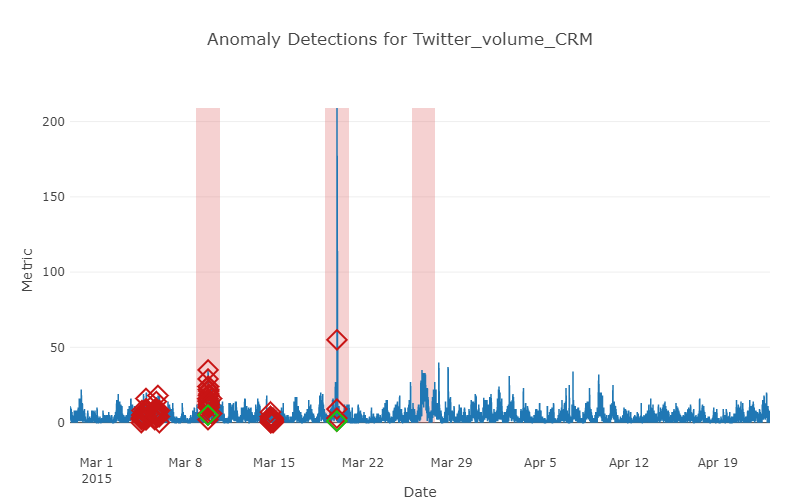 Anomaly Detections for Twitter_volume_CRM
200
150
100
50
0
Metric
Mar 1
2015
Mar 8
Mar 15
Mar 22
Mar 29
Apr 5
Apr 12
Apr 19
Date